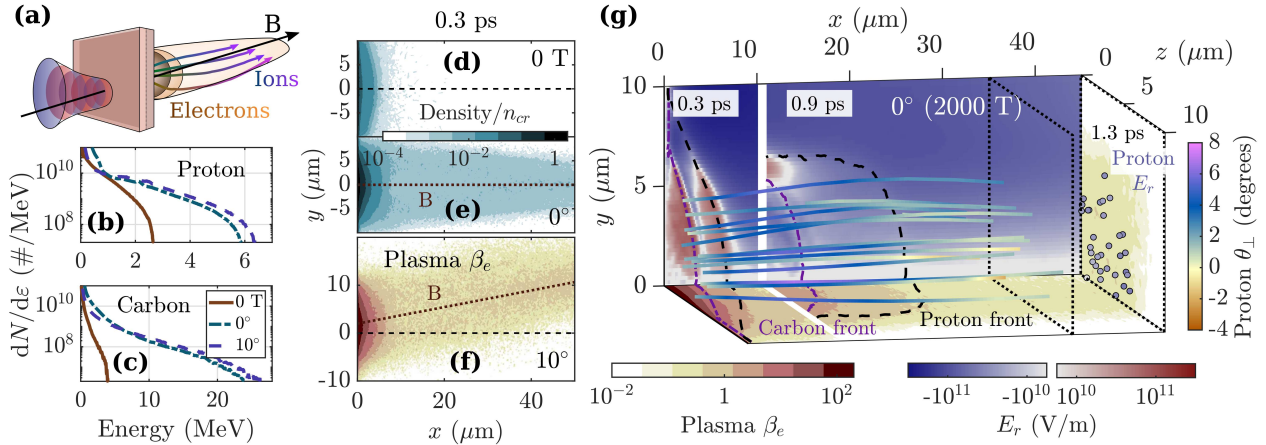 (a)
B
Ions
Electrons
10^10
10^8
Proton
(b)
0 2 4 6
10^10
10^8
Carbon
0 T
0°
10°
(c)
0 10 20
Energy (MeV)
dN/dε (#/MeV)
0.3 ps
5
0
-5
(d)
0 T
Density/n_cr
10^-4 10^-2 1
5
0
-5
B
(e)
0°
y (μm)
Plasma β_e
10
0
-10
B
(f)
10°
0 20 40
x (μm)
(g)
x (μm)
0 10 20 30 40
z (μm)
0
5
10
10
5
0
y (μm)
0.3 ps
0.9 ps
0° (2000 T)
1.3 ps
Proton
E_r
Carbon front
Proton front
8
6
4
2
0
-2
-4
Proton θ_⊥ (degrees)
10^-2 1 10^2
Plasma β_e
-10^11 -10^10 10^10 10^11
E_r (V/m)